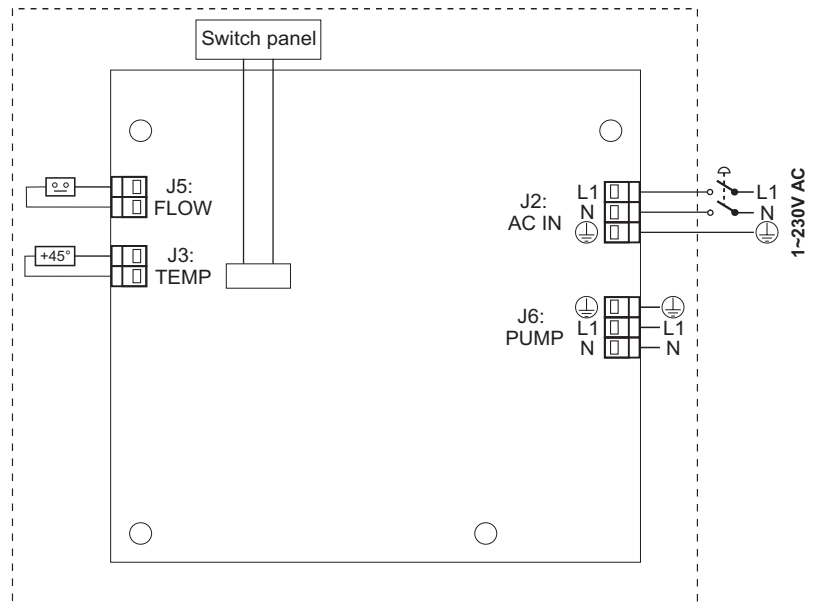 Switch panel
J5:
FLOW
+45°
J3:
TEMP
J2:
AC IN
L1
N
L1
N
1~230V AC
J6:
PUMP
L1
N
L1
N